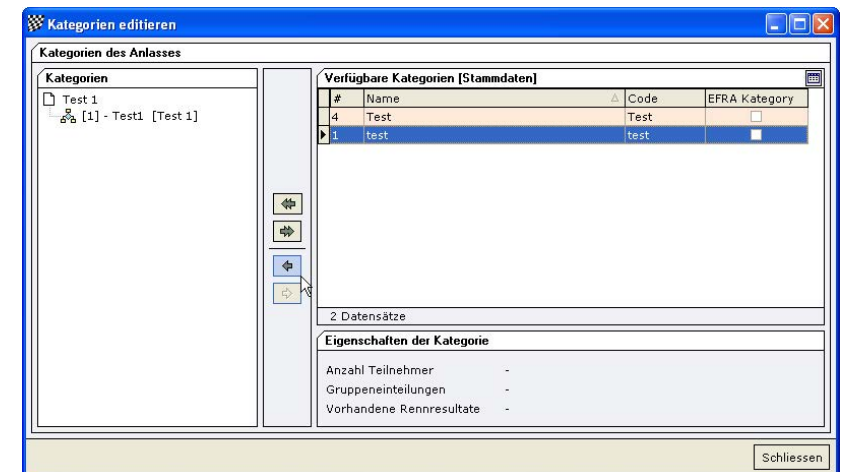 Kategorien editieren
Kategorien des Anlasses
Kategorien
Test 1
[1] - Test1 [Test 1]
Verfügbare Kategorien [Stammdaten]
# Name Code EFRA Kategory
4 Test Test
1 test test
2 Datensätze
Eigenschaften der Kategorie
Anzahl Teilnehmer -
Gruppeneinteilungen -
Vorhandene Rennresultate -
Schliessen